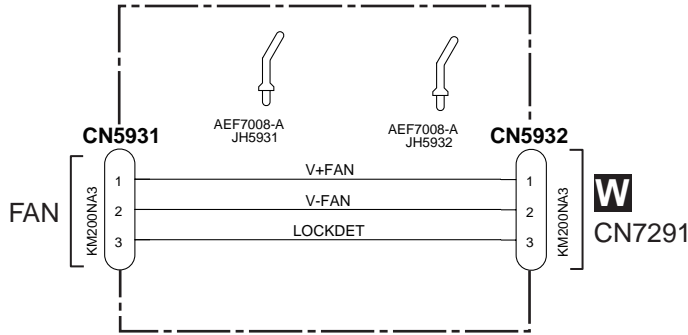 AEF7008-A
JH5931
AEF7008-A
JH5932
CN5931
CN5932
FAN
KM200NA3
1
V+FAN
1
2
V-FAN
2
3
LOCKDET
3
KM200NA3
W
CN7291